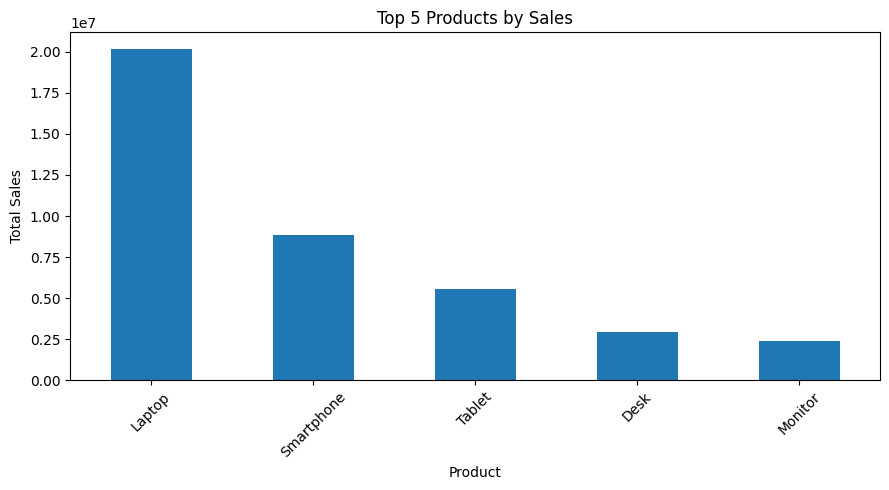 Top 5 Products by Sales
1e7
2.00
1.75
1.50
1.25
1.00
0.75
0.50
0.25
0.00
Total Sales
Laptop
Smartphone
Tablet
Desk
Monitor
Product